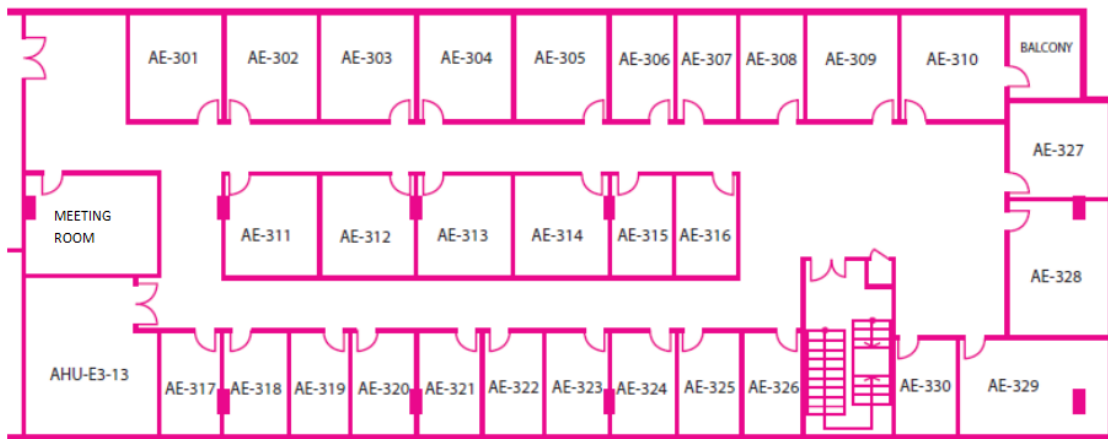 AE-301
AE-302
AE-303
AE-304
AE-305
AE-306
AE-307
AE-308
AE-309
AE-310
BALCONY
AE-327
MEETING
ROOM
AE-311
AE-312
AE-313
AE-314
AE-315
AE-316
AE-328
AHU-E3-13
AE-317
AE-318
AE-319
AE-320
AE-321
AE-322
AE-323
AE-324
AE-325
AE-326
AE-330
AE-329